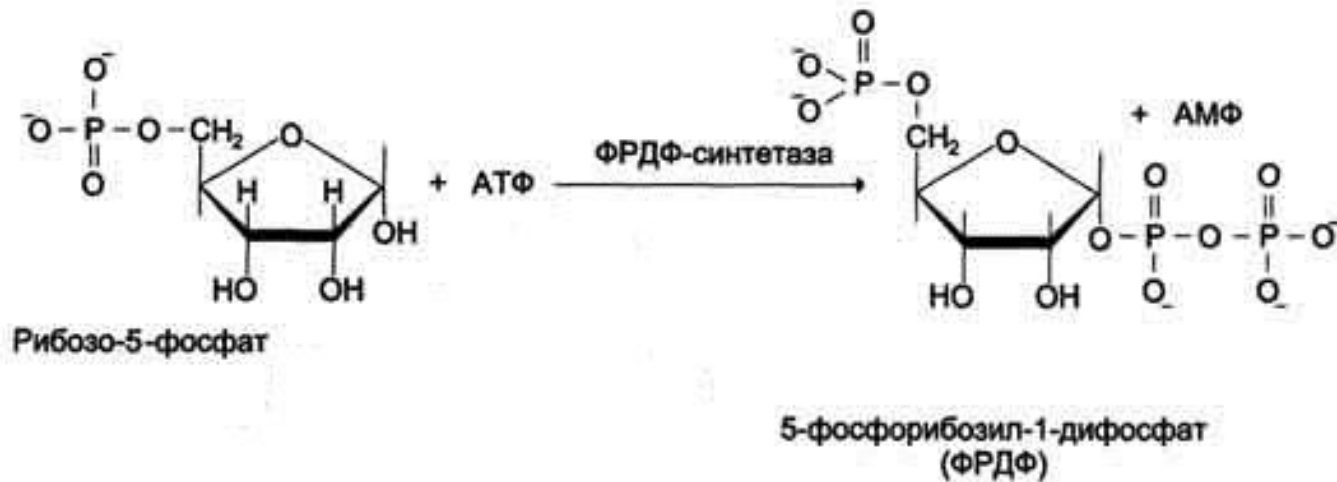 O⁻
⁻O–P–O–CH₂
O
O
H
H
OH
HO
OH
Рибозо-5-фосфат
+ АТФ
ФРДФ-синтетаза
O
⁻O
P–O
⁻O
CH₂
O
+ АМФ
O
O
O–P–O–P–O⁻
HO
OH
O⁻
O⁻
5-фосфорибозил-1-дифосфат
(ФРДФ)